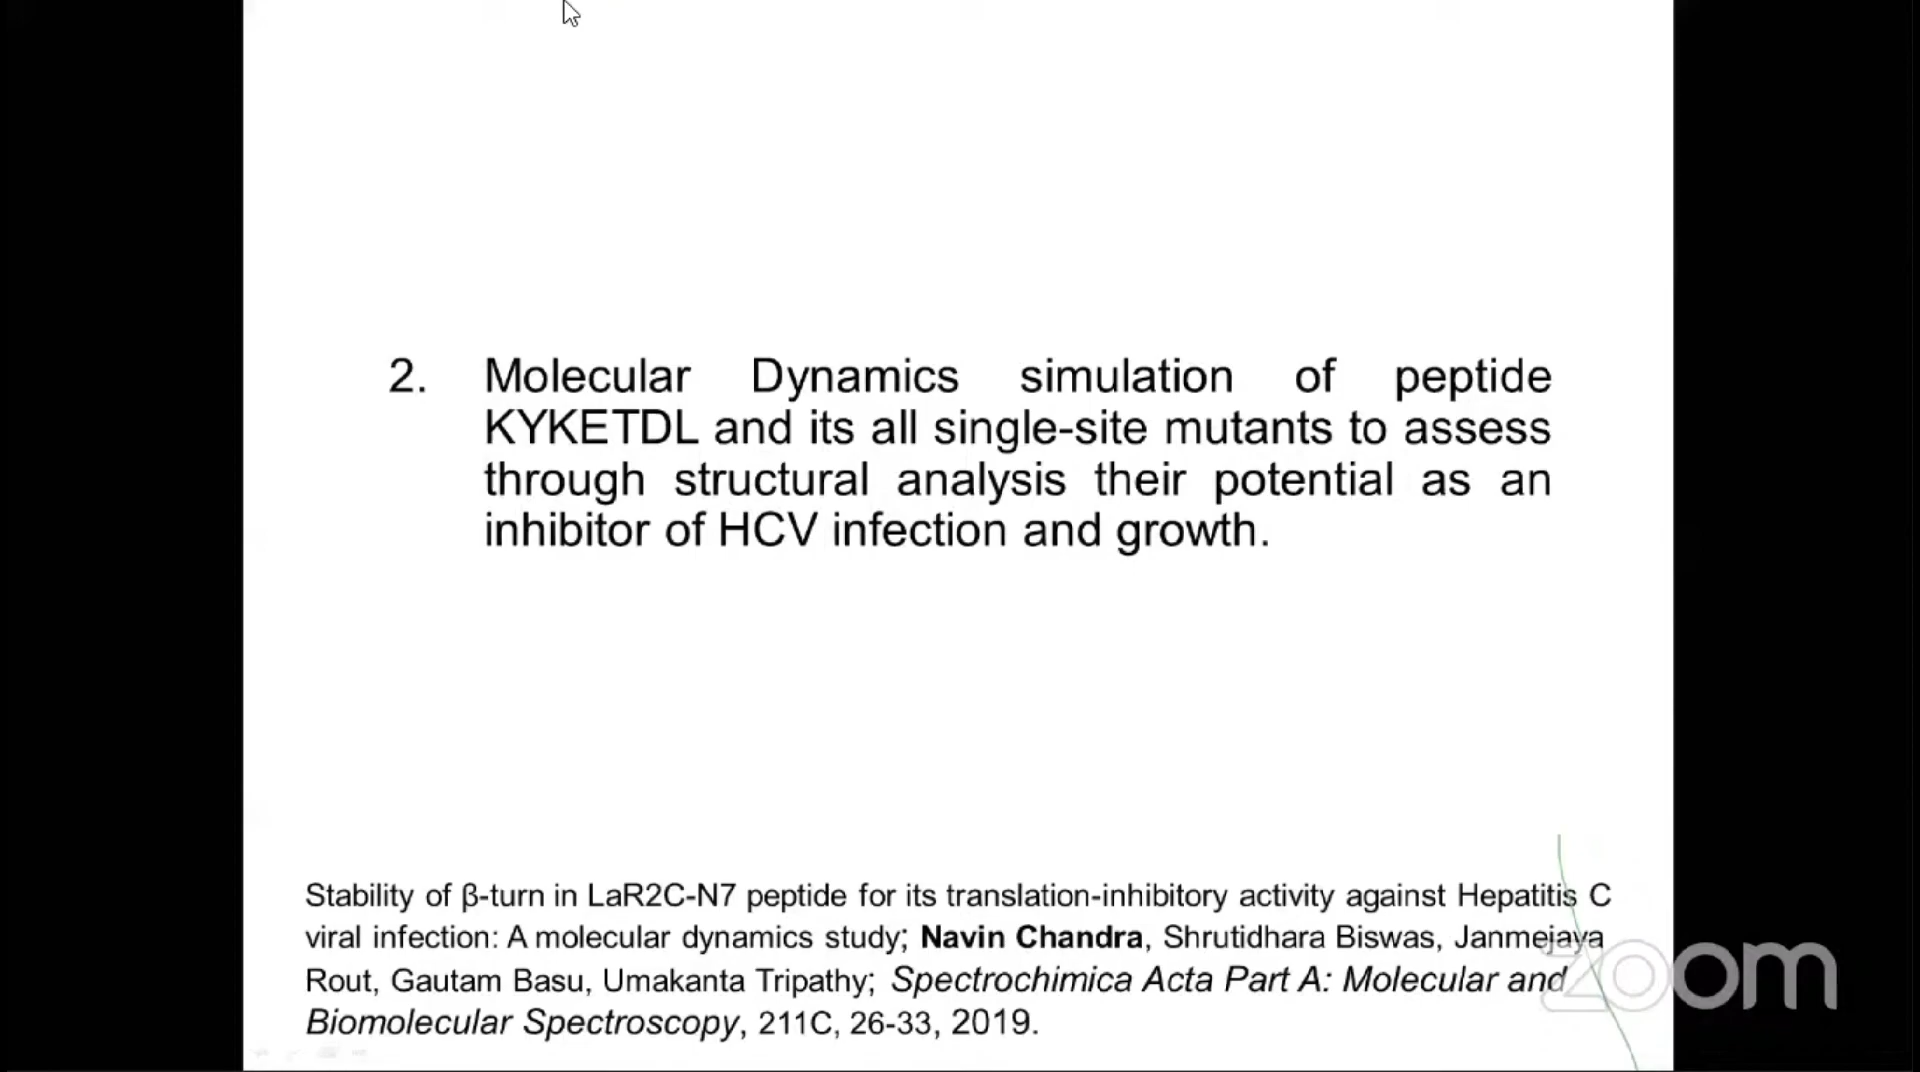 2. Molecular Dynamics simulation of peptide
KYKETDL and its all single-site mutants to assess
through structural analysis their potential as an
inhibitor of HCV infection and growth.
Stability of β-turn in LaR2C-N7 peptide for its translation-inhibitory activity against Hepatitis C
viral infection: A molecular dynamics study; Navin Chandra, Shrutidhara Biswas, Janmejaya
Rout, Gautam Basu, Umakanta Tripathy; Spectrochimica Acta Part A: Molecular and
Biomolecular Spectroscopy, 211C, 26-33, 2019.
zoom